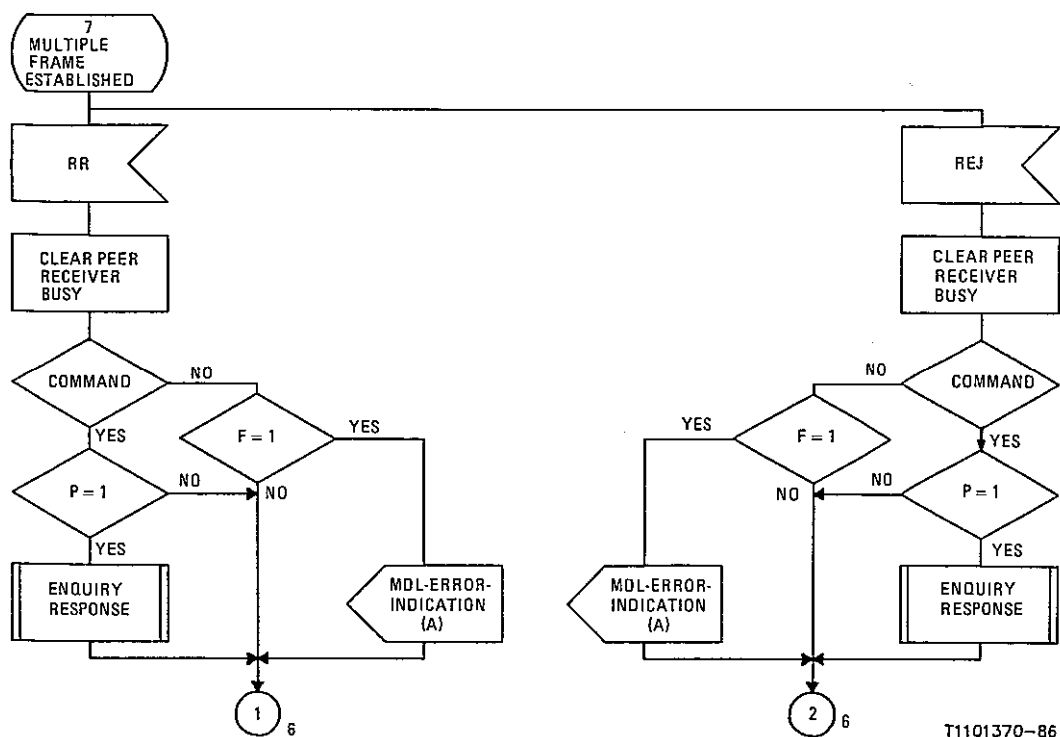 7
MULTIPLE
FRAME
ESTABLISHED
RR
REJ
CLEAR PEER
RECEIVER
BUSY
CLEAR PEER
RECEIVER
BUSY
COMMAND
NO
NO
COMMAND
YES
F = 1
YES
YES
F = 1
YES
P = 1
NO
NO
NO
NO
P = 1
YES
YES
ENQUIRY
RESPONSE
MDL-ERROR-
INDICATION
(A)
MDL-ERROR-
INDICATION
(A)
ENQUIRY
RESPONSE
1
6
2
6
T1101370-86